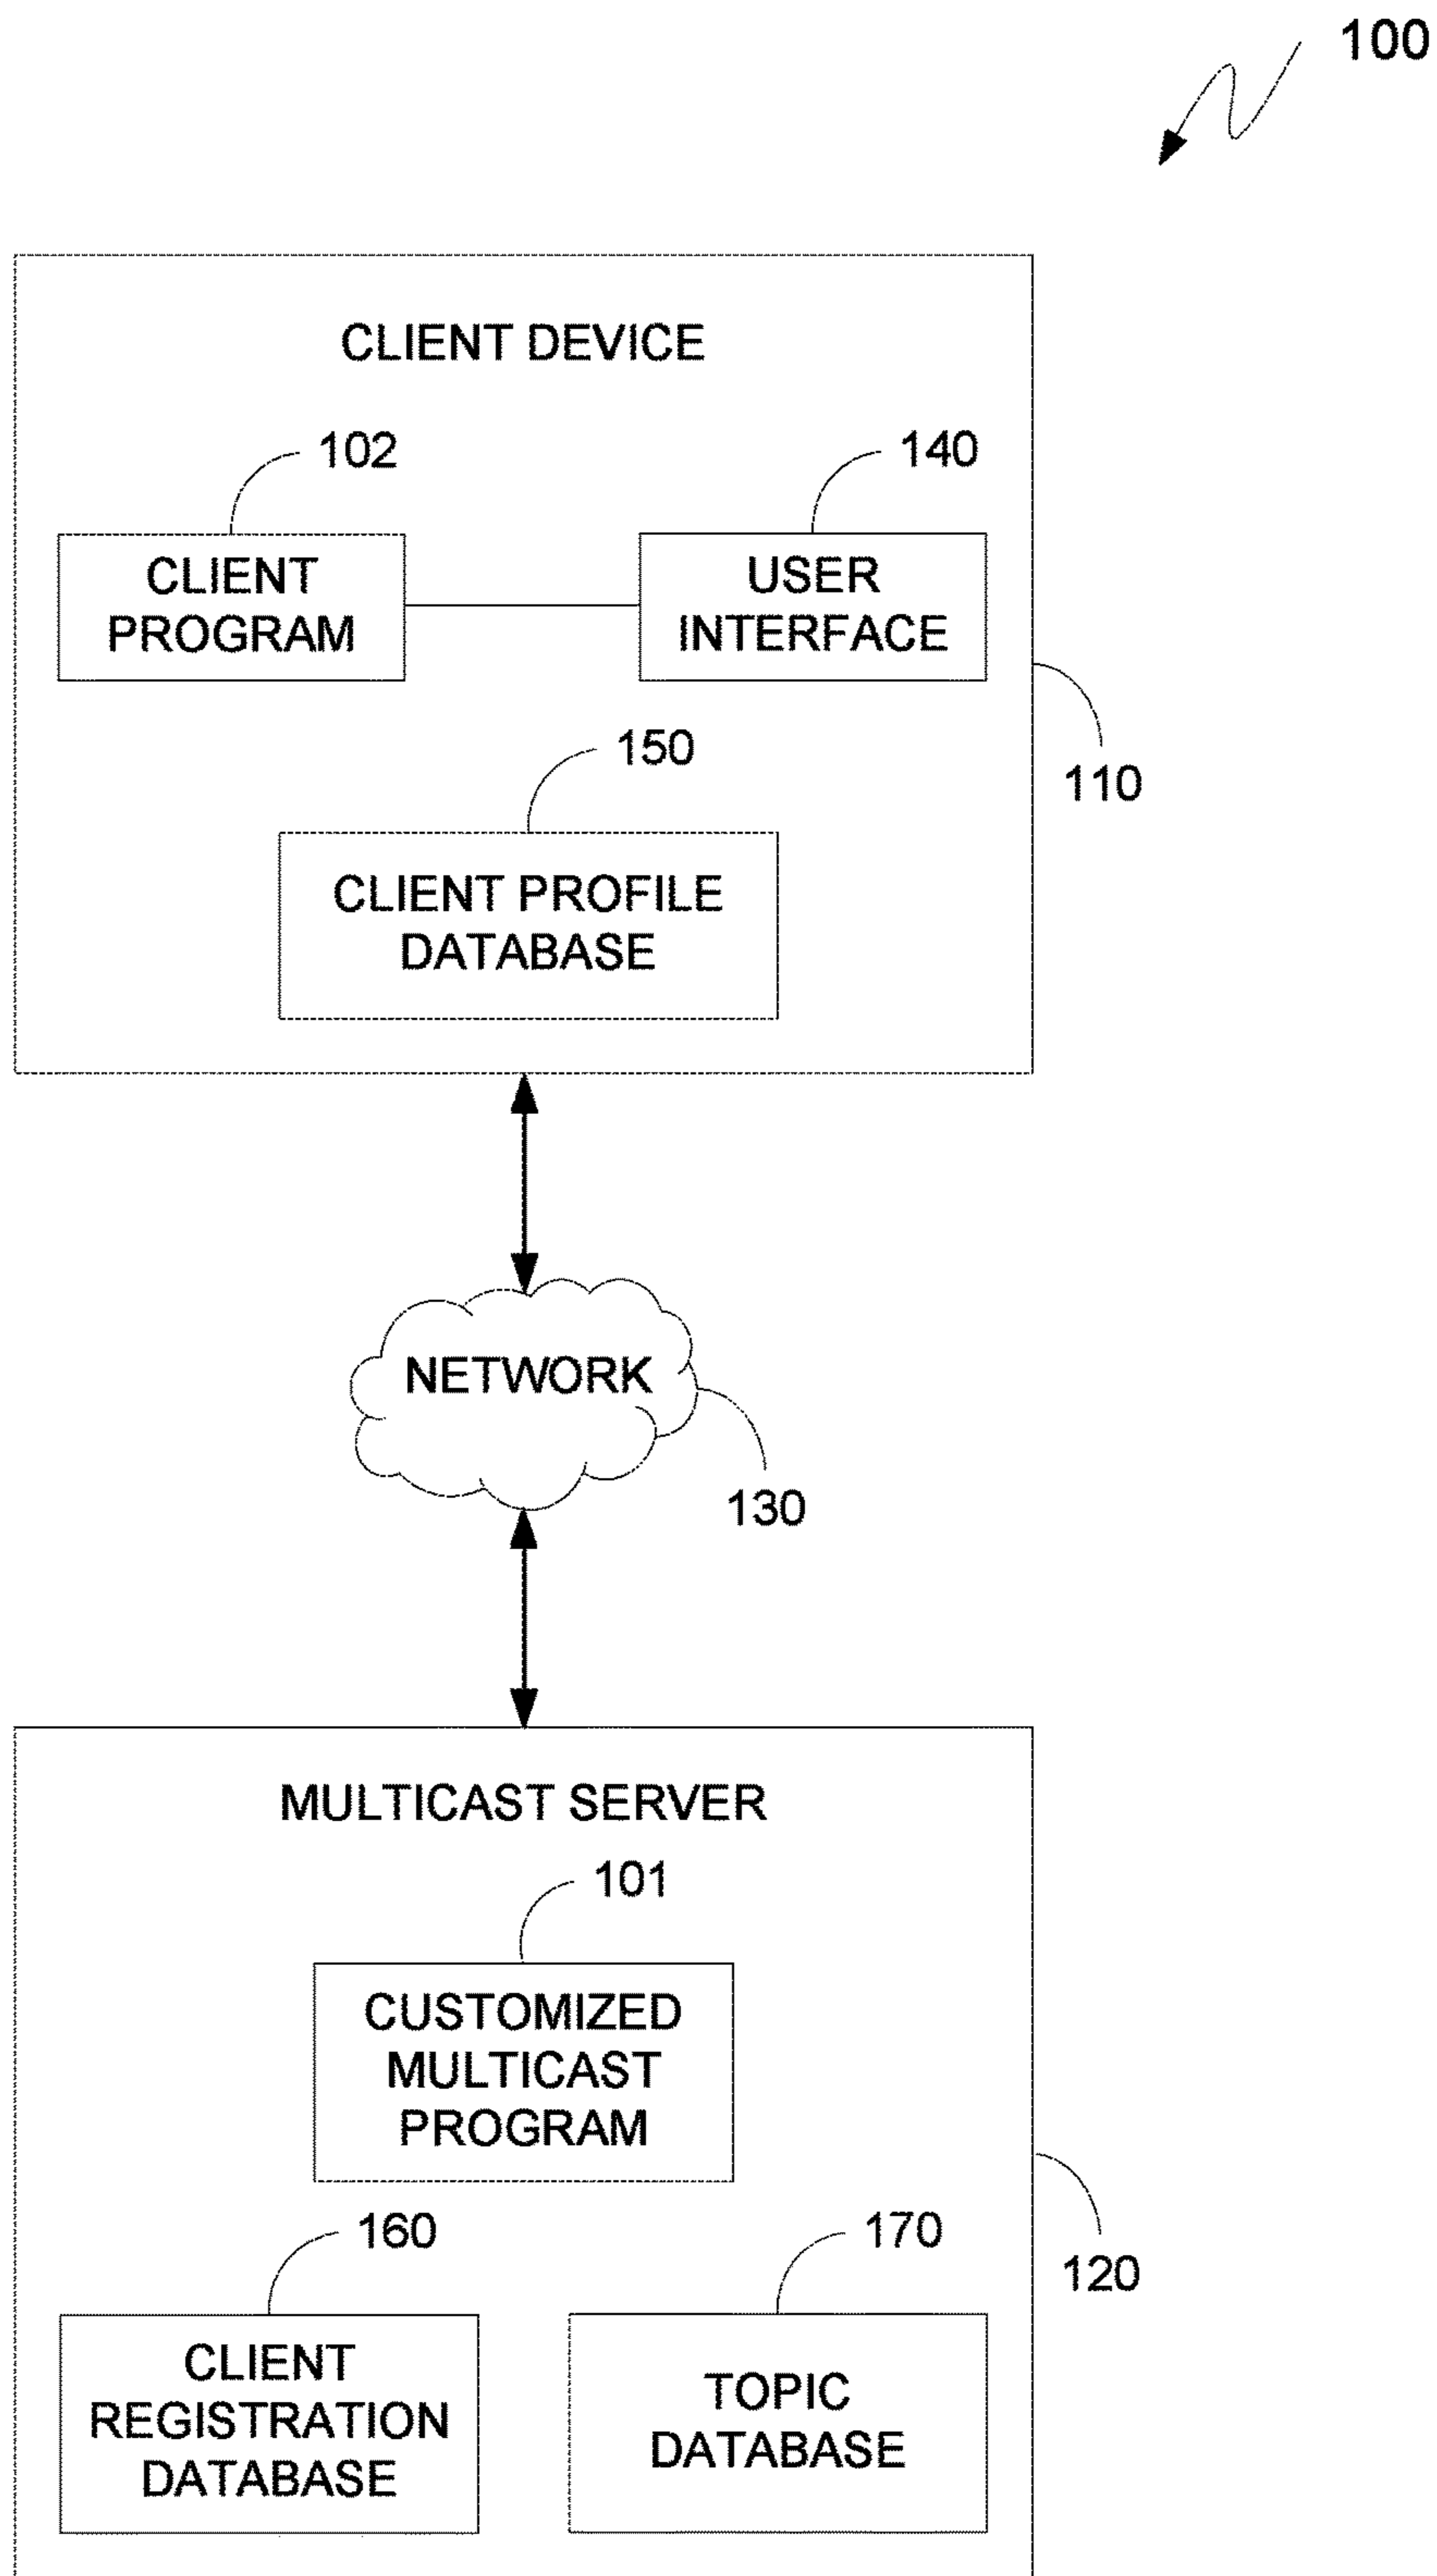 100
CLIENT DEVICE
102
140
CLIENT
PROGRAM
USER
INTERFACE
150
110
CLIENT PROFILE
DATABASE
NETWORK
130
MULTICAST SERVER
101
CUSTOMIZED
MULTICAST
PROGRAM
160
170
120
CLIENT
REGISTRATION
DATABASE
TOPIC
DATABASE